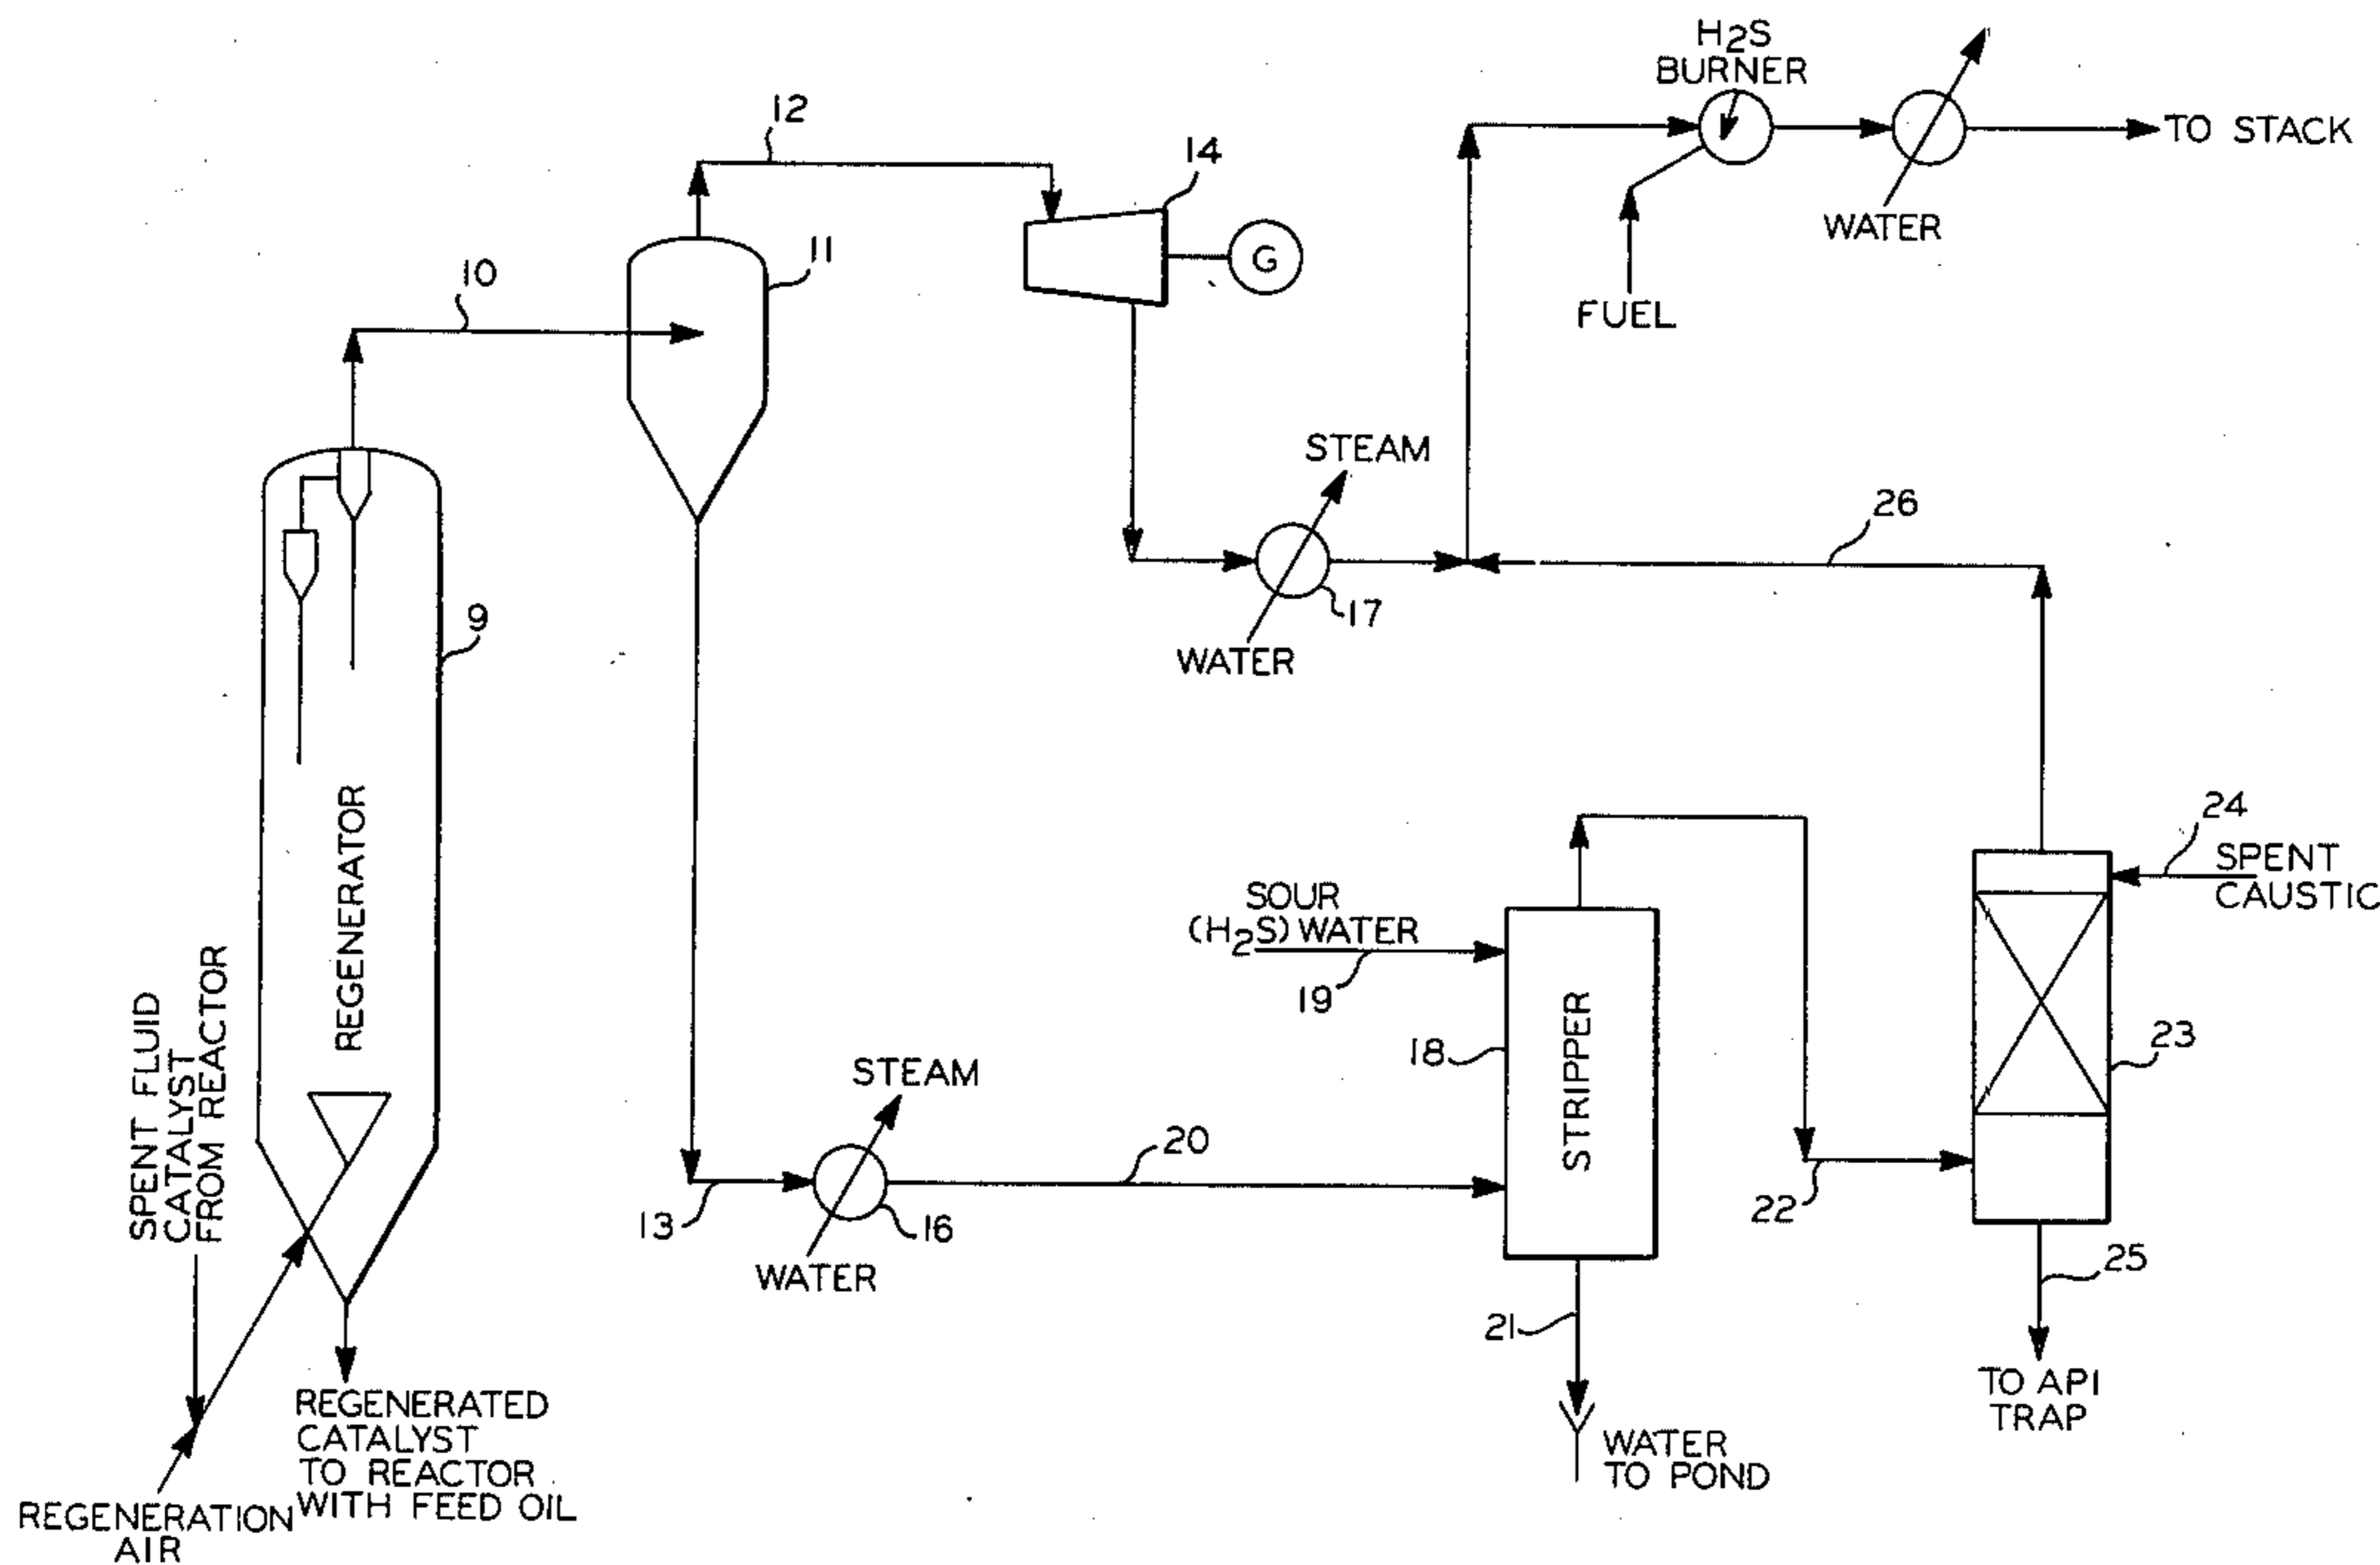 H2S
BURNER
TO STACK
WATER
FUEL
12
14
G
11
10
STEAM
17
WATER
26
9
REGENERATOR
24
SPENT
CAUSTIC
SOUR
(H2S) WATER
19
18
STRIPPER
23
SPENT FLUID
CATALYST
FROM REACTOR
STEAM
20
13
16
WATER
22
21
25
TO API
TRAP
WATER
TO POND
REGENERATED
CATALYST
TO REACTOR
WITH FEED OIL
REGENERATION
AIR